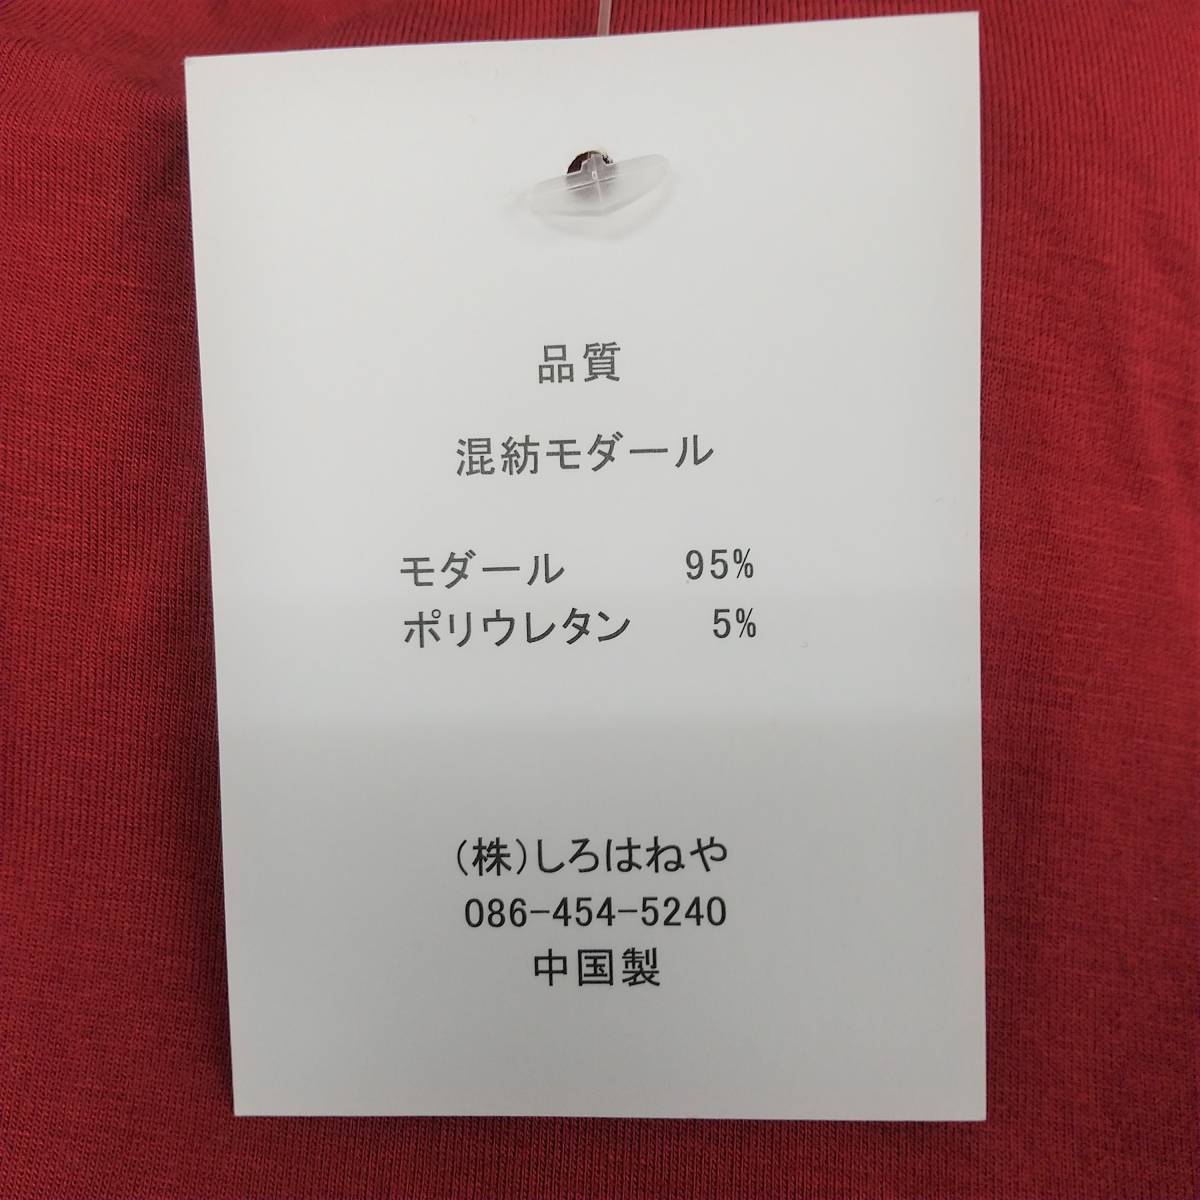 品質
混紡モダール
モダール 95%
ポリウレタン 5%
(株)しろはねや
086-454-5240
中国製